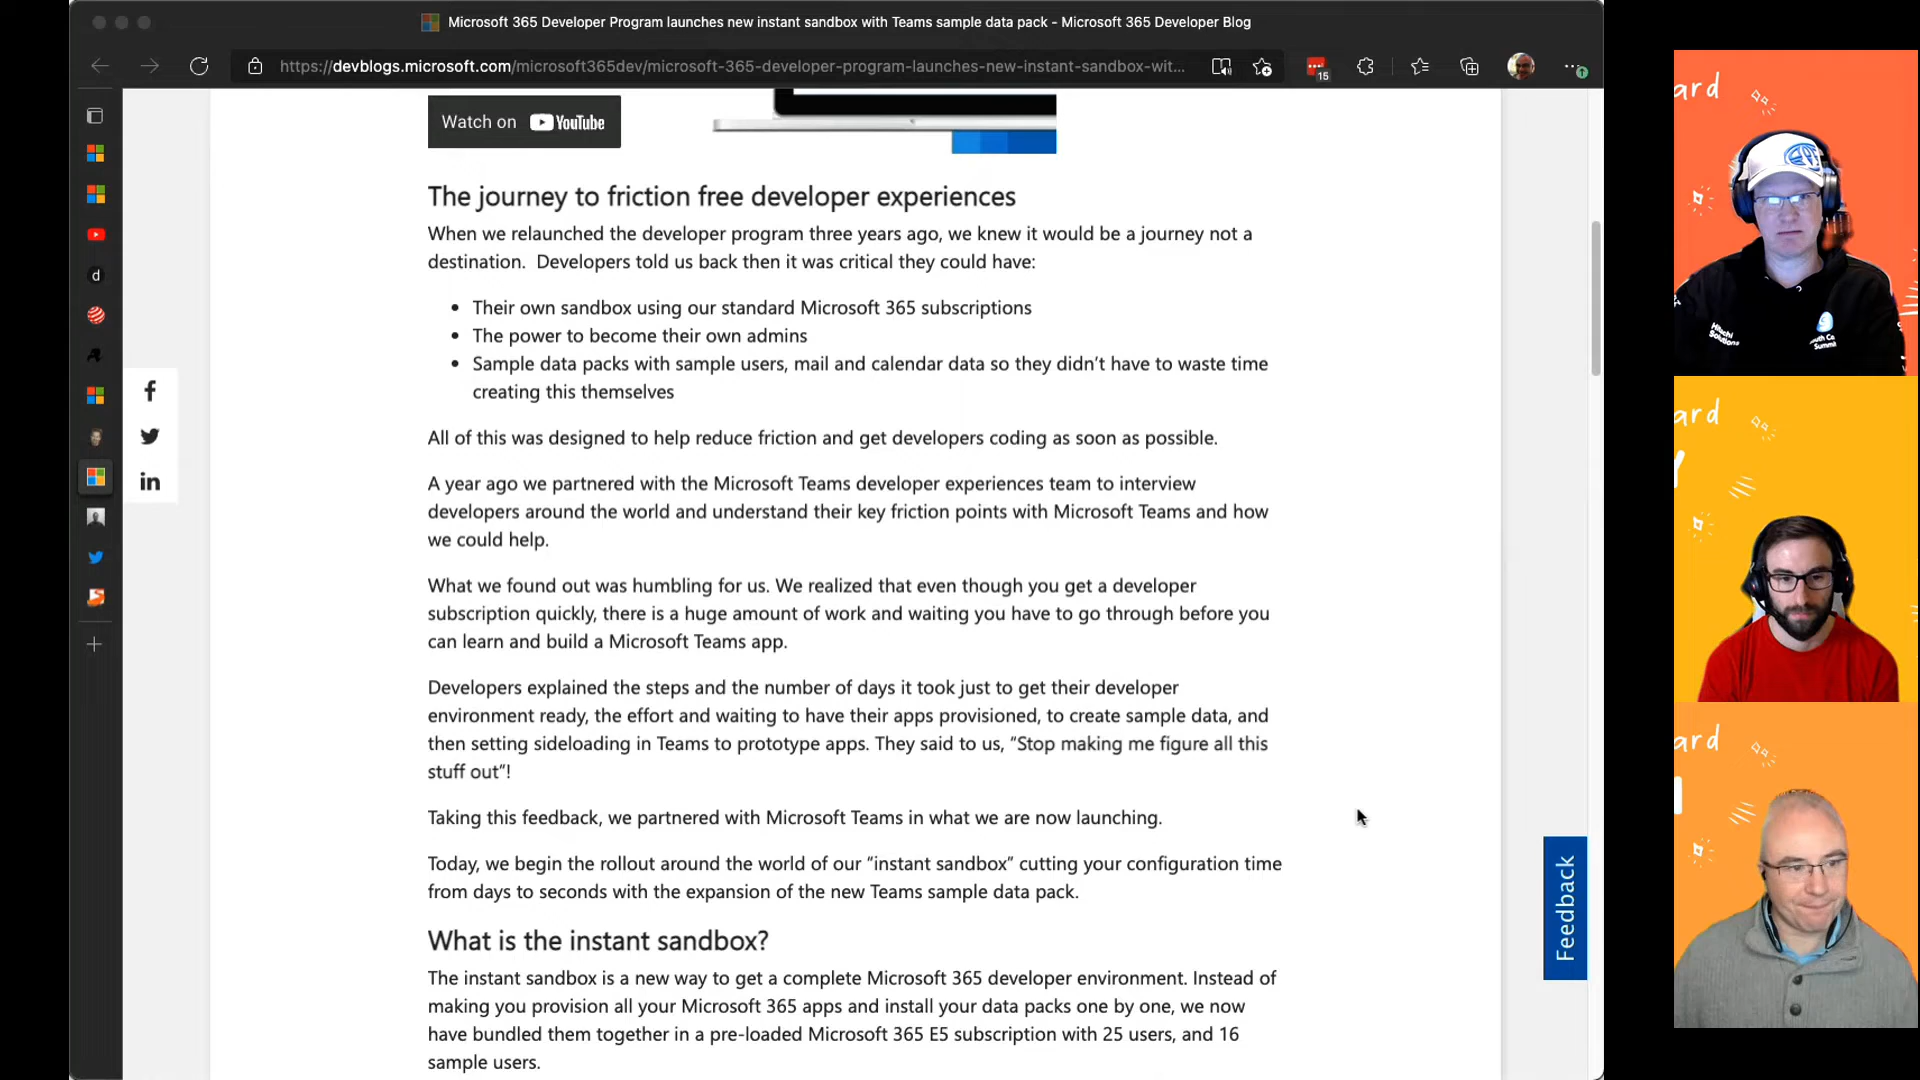 Microsoft 365 Developer Program launches new instant sandbox with Teams sample data pack - Microsoft 365 Developer Blog
https://devblogs.microsoft.com/microsoft365dev/microsoft-365-developer-program-launches-new-instant-sandbox-wit...
15
Watch on YouTube
The journey to friction free developer experiences
When we relaunched the developer program three years ago, we knew it would be a journey not a
destination.  Developers told us back then it was critical they could have:
• Their own sandbox using our standard Microsoft 365 subscriptions
• The power to become their own admins
• Sample data packs with sample users, mail and calendar data so they didn’t have to waste time
creating this themselves
All of this was designed to help reduce friction and get developers coding as soon as possible.
A year ago we partnered with the Microsoft Teams developer experiences team to interview
developers around the world and understand their key friction points with Microsoft Teams and how
we could help.
What we found out was humbling for us. We realized that even though you get a developer
subscription quickly, there is a huge amount of work and waiting you have to go through before you
can learn and build a Microsoft Teams app.
Developers explained the steps and the number of days it took just to get their developer
environment ready, the effort and waiting to have their apps provisioned, to create sample data, and
then setting sideloading in Teams to prototype apps. They said to us, “Stop making me figure all this
stuff out”!
Taking this feedback, we partnered with Microsoft Teams in what we are now launching.
Today, we begin the rollout around the world of our “instant sandbox” cutting your configuration time
from days to seconds with the expansion of the new Teams sample data pack.
What is the instant sandbox?
The instant sandbox is a new way to get a complete Microsoft 365 developer environment. Instead of
making you provision all your Microsoft 365 apps and install your data packs one by one, we now
have bundled them together in a pre-loaded Microsoft 365 E5 subscription with 25 users, and 16
sample users.
Feedback
ard
Hitachi
Solutions
Summit
ard
Y
ard